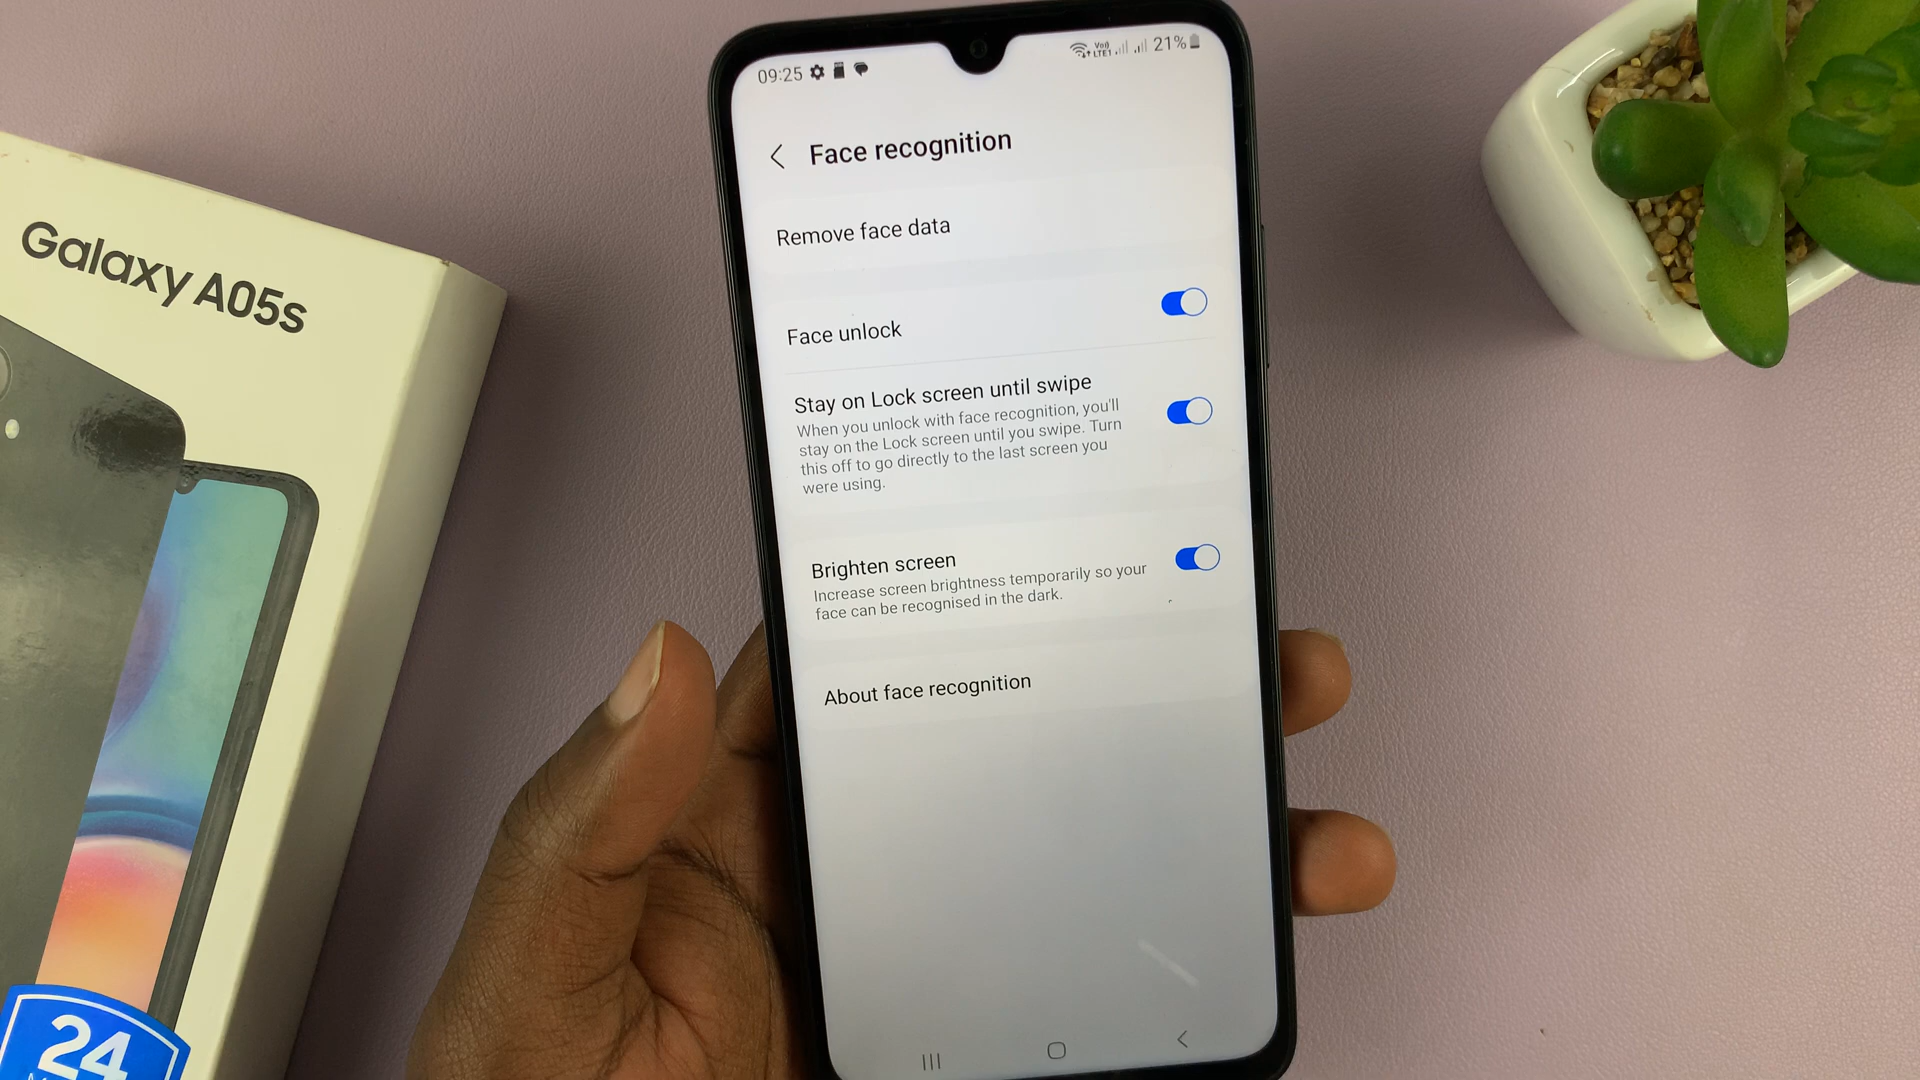 Galaxy A05s
24
09:25
Vo)) LTE1
21%
Face recognition
Remove face data
Face unlock
Stay on Lock screen until swipe
When you unlock with face recognition, you'll
stay on the Lock screen until you swipe. Turn
this off to go directly to the last screen you
were using.
Brighten screen
Increase screen brightness temporarily so your
face can be recognised in the dark.
About face recognition